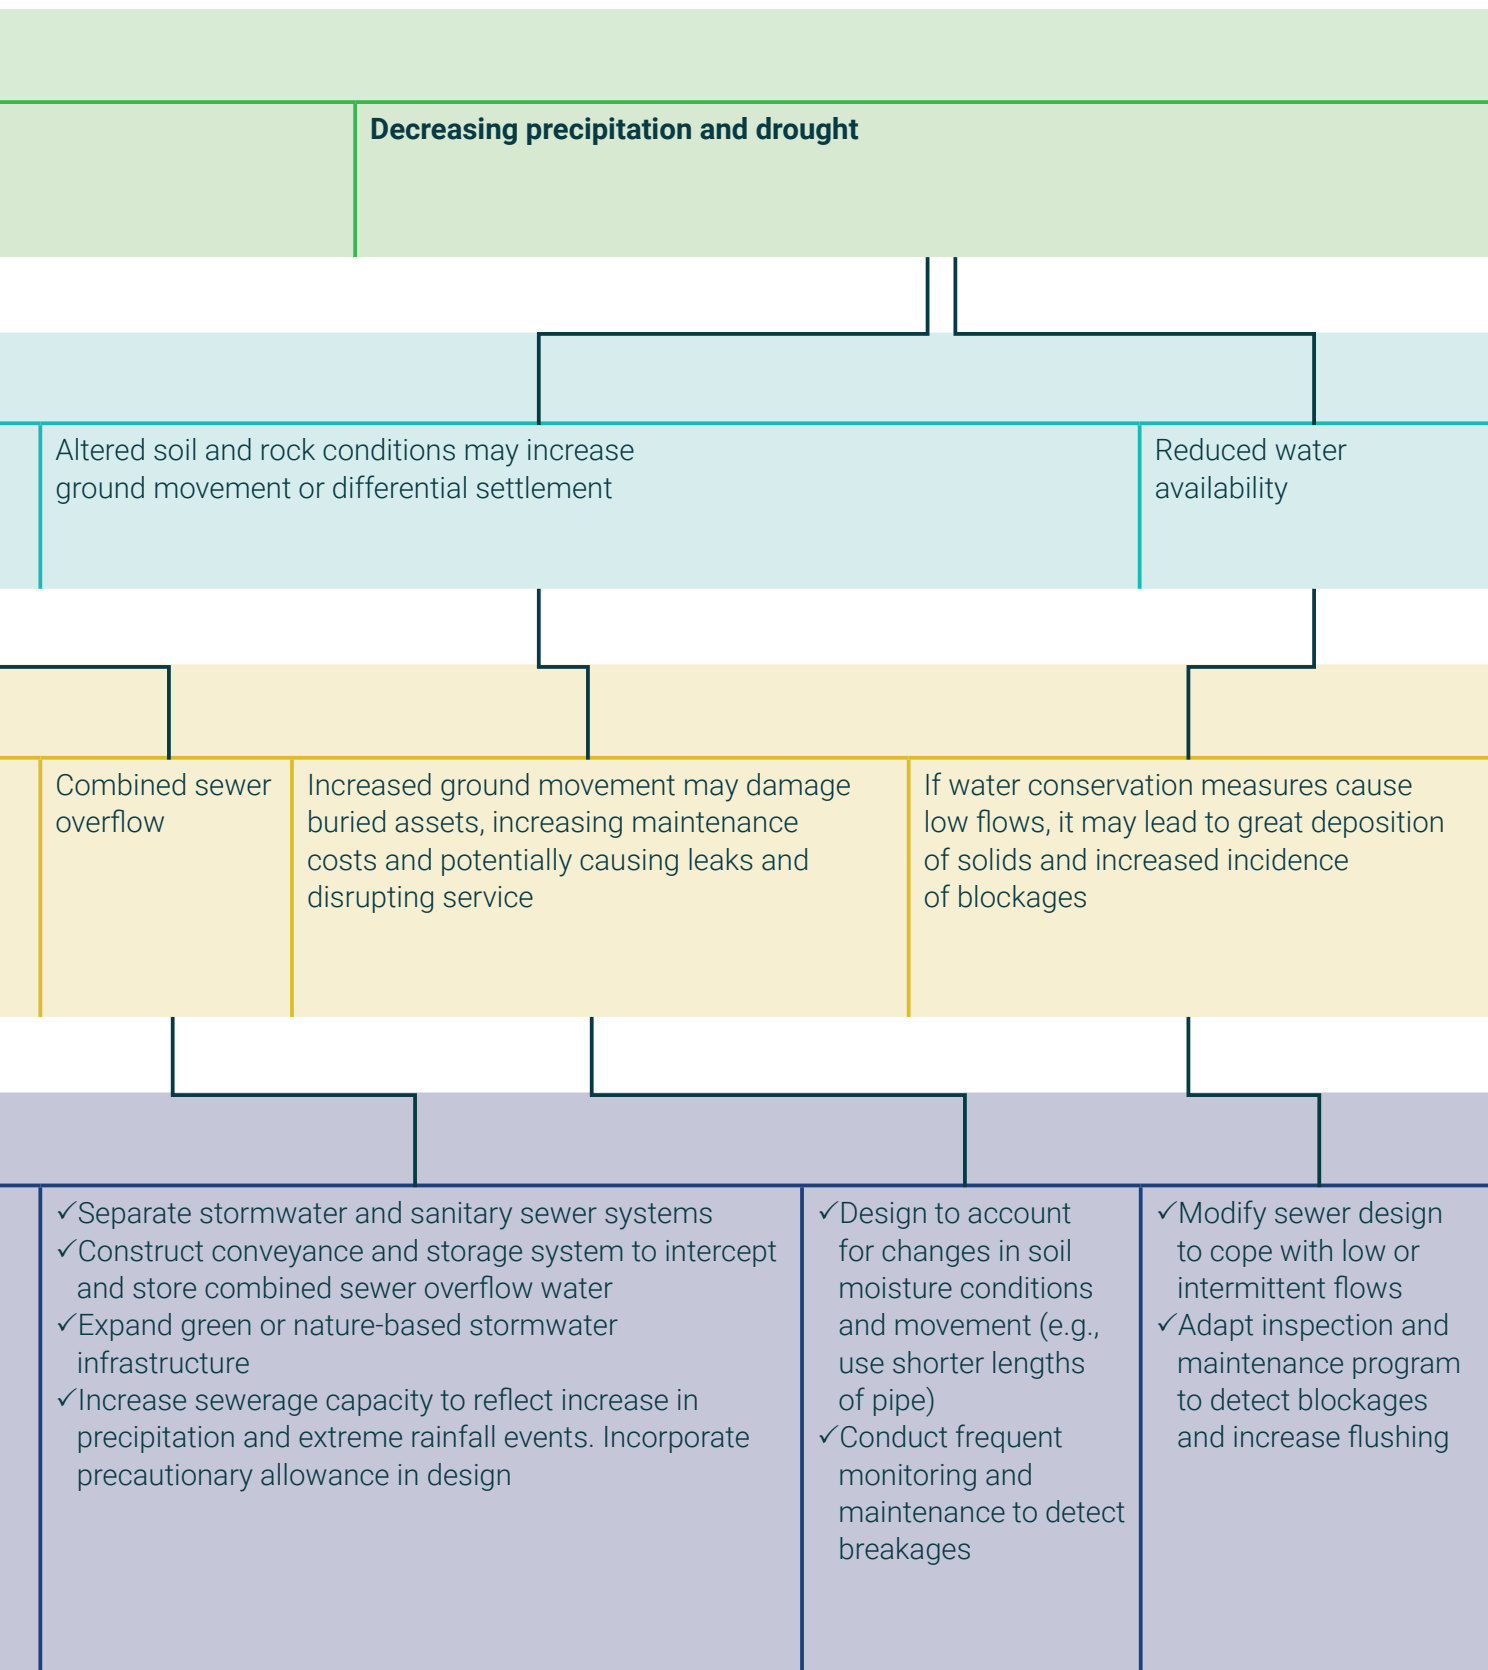 Decreasing precipitation and drought
Altered soil and rock conditions may increase
ground movement or differential settlement
Reduced water
availability
Combined sewer
overflow
Increased ground movement may damage
buried assets, increasing maintenance
costs and potentially causing leaks and
disrupting service
If water conservation measures cause
low flows, it may lead to great deposition
of solids and increased incidence
of blockages
✓Separate stormwater and sanitary sewer systems
✓Construct conveyance and storage system to intercept
and store combined sewer overflow water
✓Expand green or nature-based stormwater
infrastructure
✓Increase sewerage capacity to reflect increase in
precipitation and extreme rainfall events. Incorporate
precautionary allowance in design
✓Design to account
for changes in soil
moisture conditions
and movement (e.g.,
use shorter lengths
of pipe)
✓Conduct frequent
monitoring and
maintenance to detect
breakages
✓Modify sewer design
to cope with low or
intermittent flows
✓Adapt inspection and
maintenance program
to detect blockages
and increase flushing